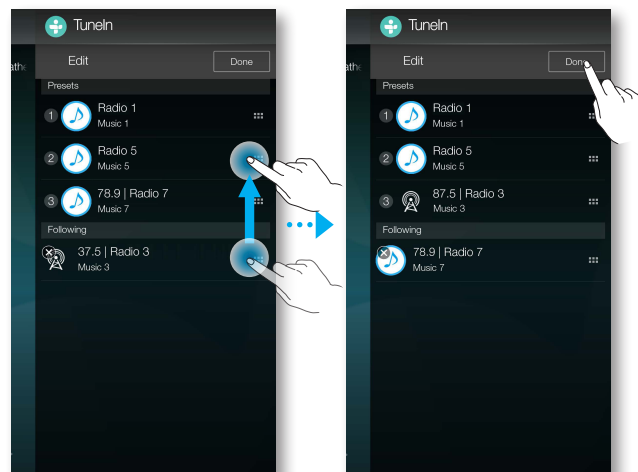 TuneIn
Edit
Done
Presets
1
Radio 1
Music 1
2
Radio 5
Music 5
3
78.9 | Radio 7
Music 7
Following
37.5 | Radio 3
Music 3
TuneIn
Edit
Presets
1
Radio 1
Music 1
2
Radio 5
Music 5
3
87.5 | Radio 3
Music 3
Following
78.9 | Radio 7
Music 7